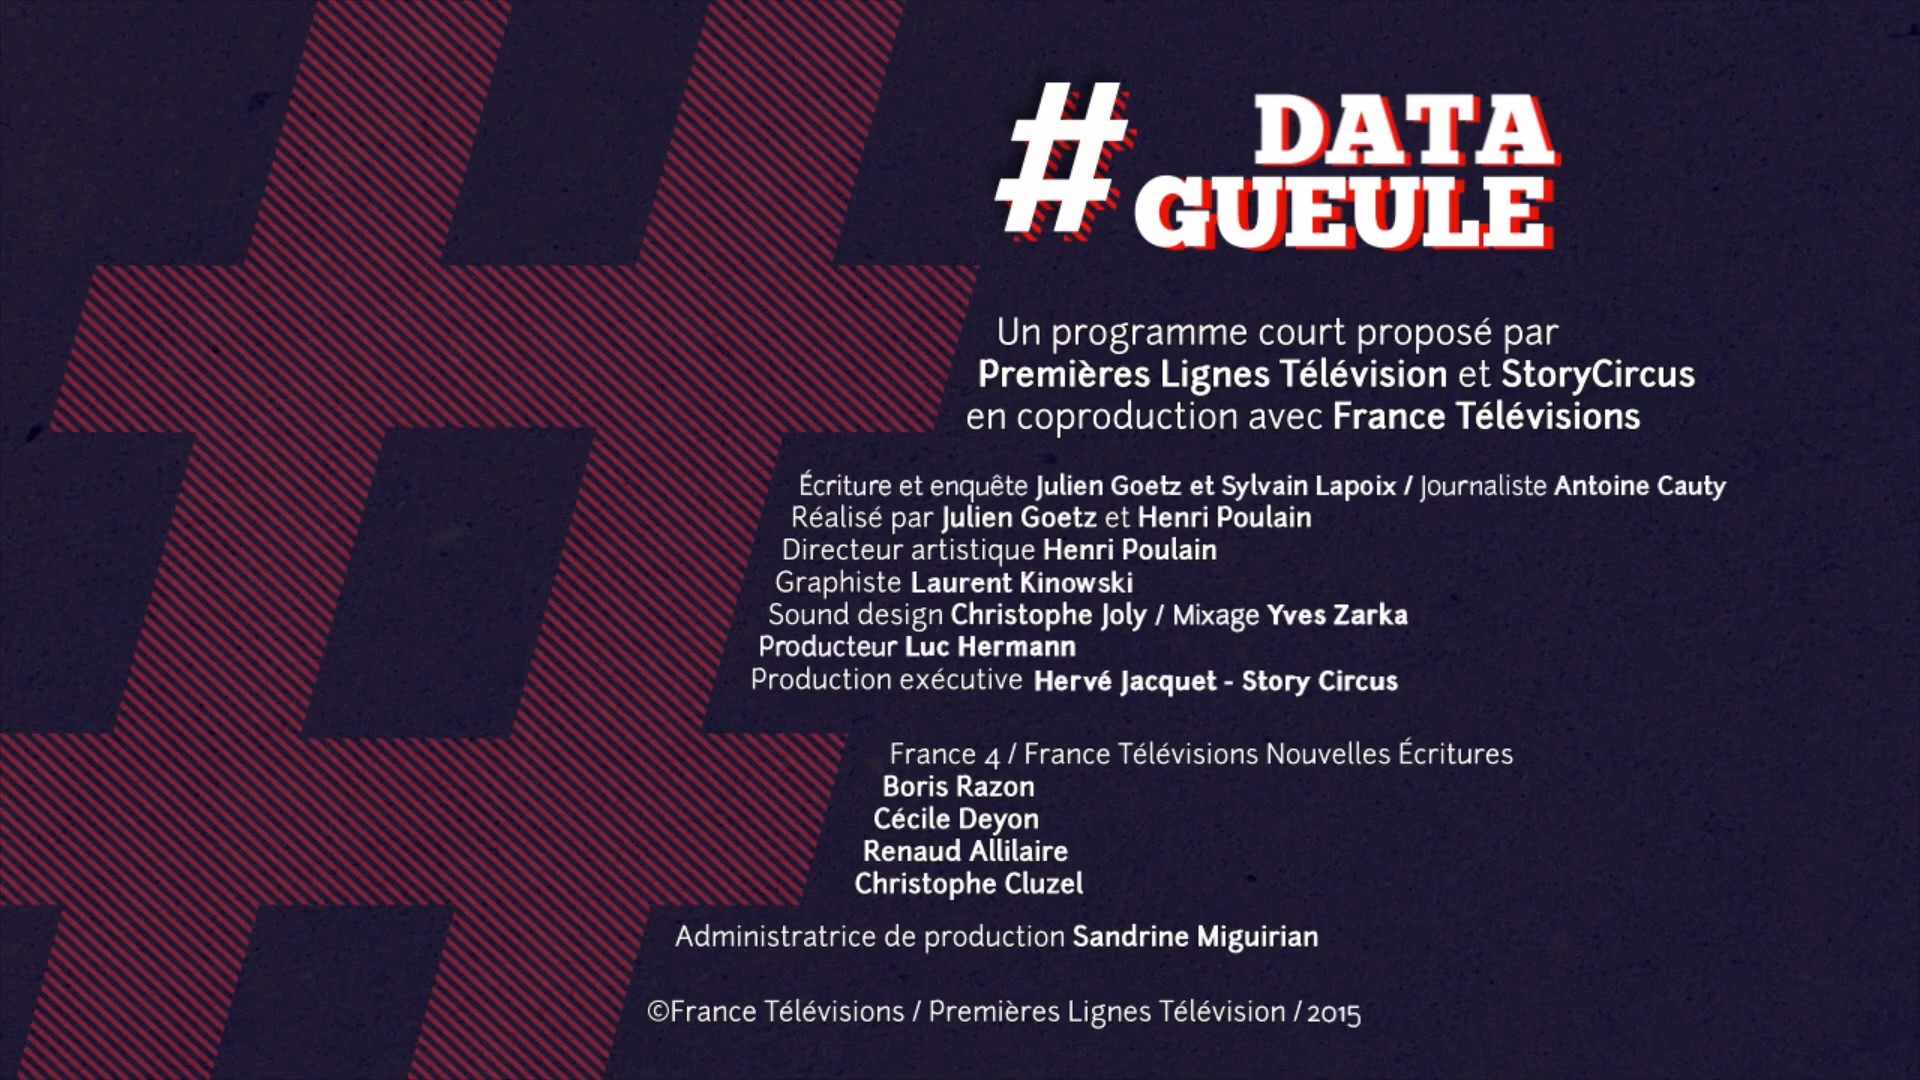 # DATA
GUEULE
Un programme court proposé par
Premières Lignes Télévision et StoryCircus
en coproduction avec France Télévisions
Écriture et enquête Julien Goetz et Sylvain Lapoix / Journaliste Antoine Cauty
Réalisé par Julien Goetz et Henri Poulain
Directeur artistique Henri Poulain
Graphiste Laurent Kinowski
Sound design Christophe Joly / Mixage Yves Zarka
Producteur Luc Hermann
Production exécutive Hervé Jacquet - Story Circus
France 4 / France Télévisions Nouvelles Écritures
Boris Razon
Cécile Deyon
Renaud Allilaire
Christophe Cluzel
Administratrice de production Sandrine Miguirian
©France Télévisions / Premières Lignes Télévision / 2015